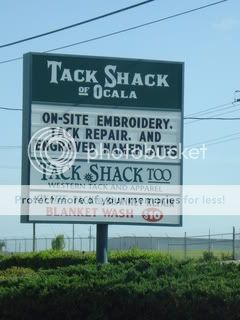 TACK SHACK
OF OCALA
ON-SITE EMBROIDERY,
TACK REPAIR, AND
ENGRAVED NAMEPLATES
photobucket
TACK SHACK TOO
WESTERN TACK AND APPAREL
Protect more of your memories for less!
BLANKET WASH $10